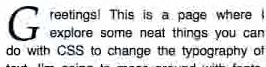 Greetings! This is a page where I
explore some neat things you can
do with CSS to change the typography of
text. I'm going to mess around with fonts,